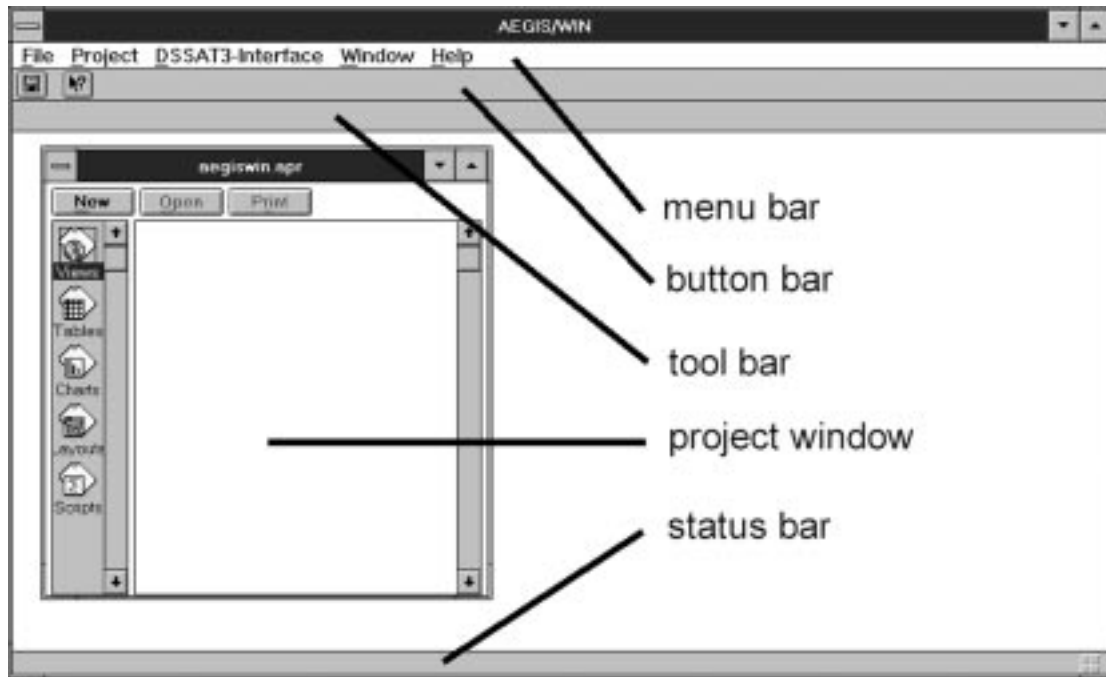 AEGIS/WIN
File Project DSSAT3-Interface Window Help
aegiswin.apr
New Open Print
menu bar
Views
button bar
Tables
tool bar
Charts
project window
Layouts
Scripts
status bar